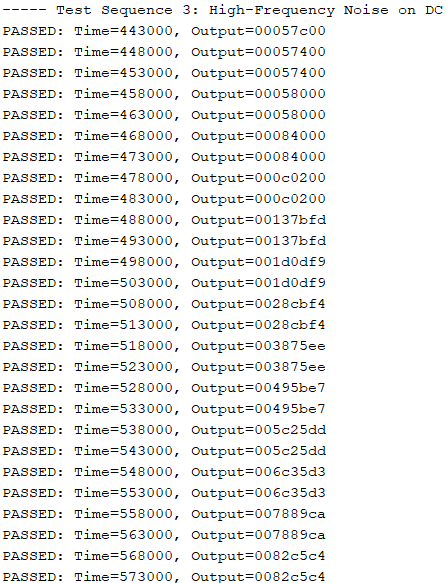 ----- Test Sequence 3: High-Frequency Noise on DC
PASSED: Time=443000, Output=00057c00
PASSED: Time=448000, Output=00057400
PASSED: Time=453000, Output=00057400
PASSED: Time=458000, Output=00058000
PASSED: Time=463000, Output=00058000
PASSED: Time=468000, Output=00084000
PASSED: Time=473000, Output=00084000
PASSED: Time=478000, Output=000c0200
PASSED: Time=483000, Output=000c0200
PASSED: Time=488000, Output=00137bfd
PASSED: Time=493000, Output=00137bfd
PASSED: Time=498000, Output=001d0df9
PASSED: Time=503000, Output=001d0df9
PASSED: Time=508000, Output=0028cbf4
PASSED: Time=513000, Output=0028cbf4
PASSED: Time=518000, Output=003875ee
PASSED: Time=523000, Output=003875ee
PASSED: Time=528000, Output=00495be7
PASSED: Time=533000, Output=00495be7
PASSED: Time=538000, Output=005c25dd
PASSED: Time=543000, Output=005c25dd
PASSED: Time=548000, Output=006c35d3
PASSED: Time=553000, Output=006c35d3
PASSED: Time=558000, Output=007889ca
PASSED: Time=563000, Output=007889ca
PASSED: Time=568000, Output=0082c5c4
PASSED: Time=573000, Output=0082c5c4